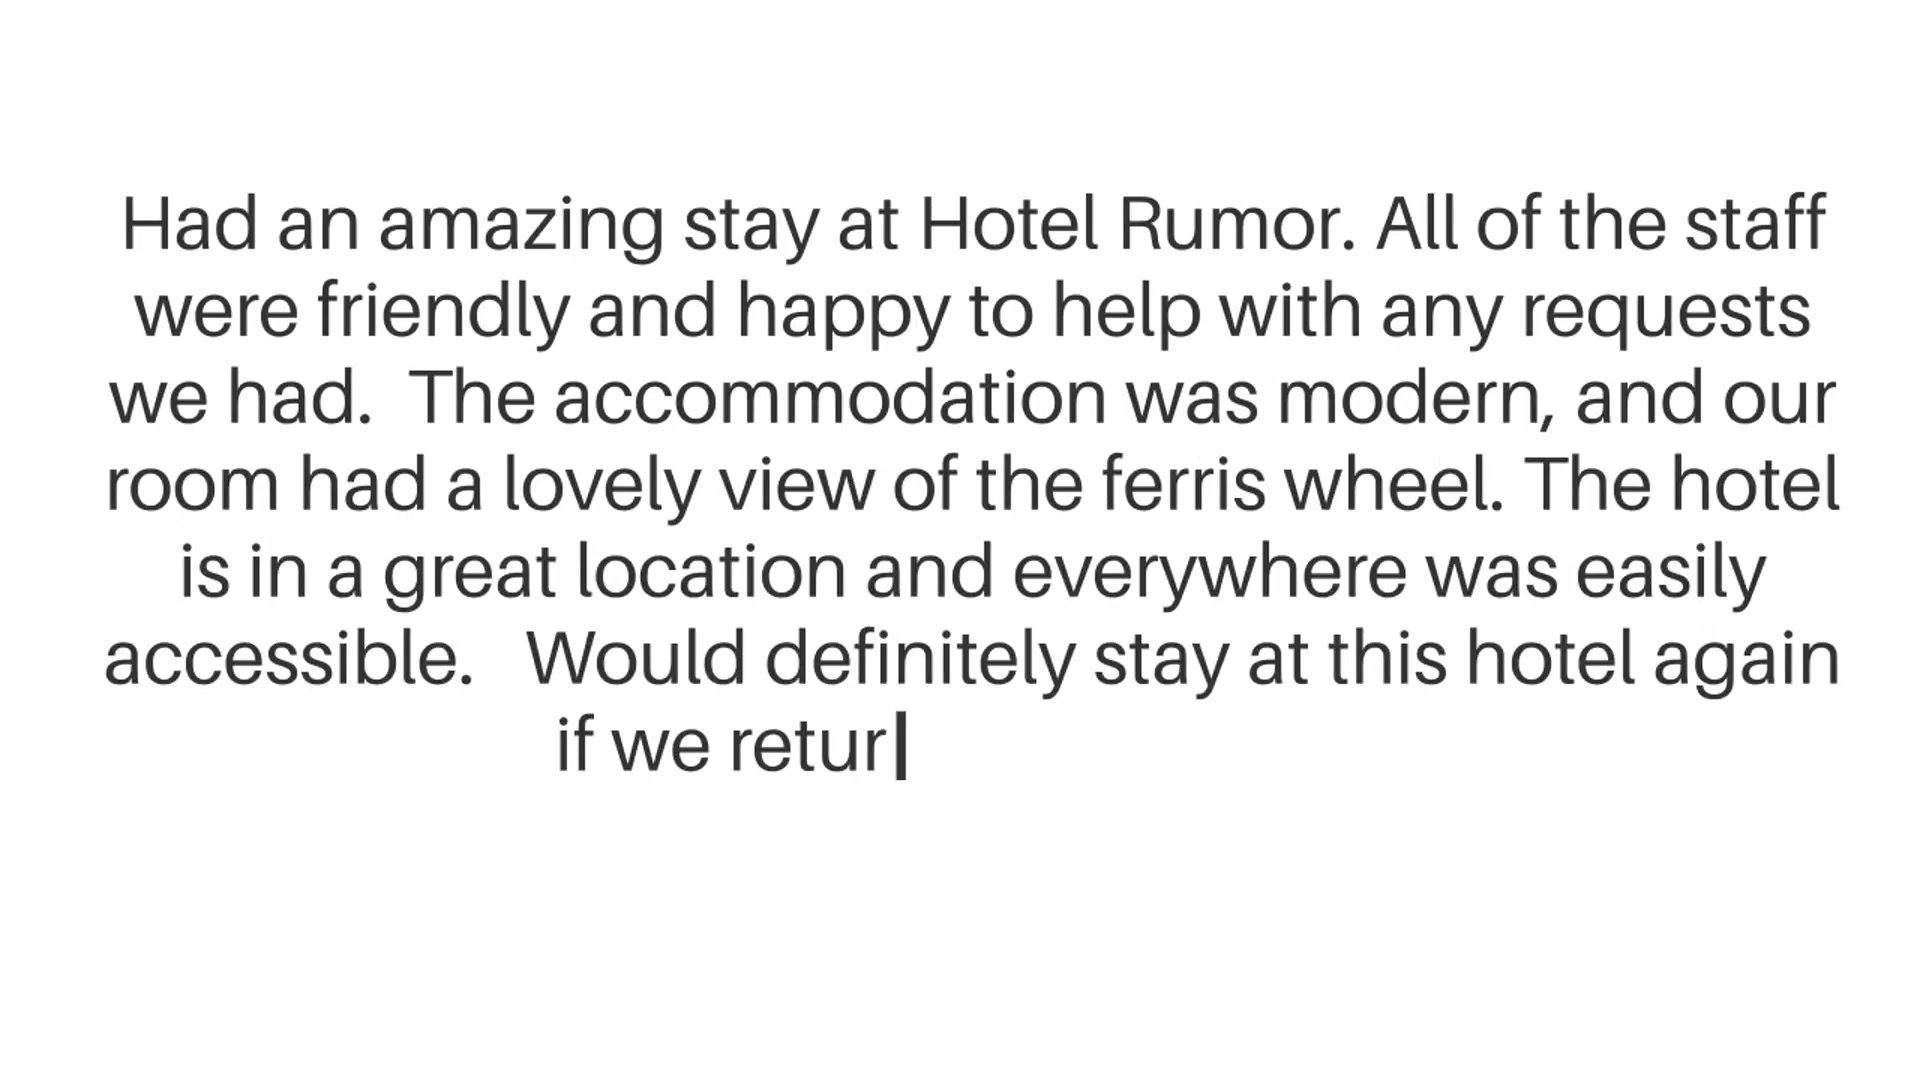 Had an amazing stay at Hotel Rumor. All of the staff
were friendly and happy to help with any requests
we had.  The accommodation was modern, and our
room had a lovely view of the ferris wheel. The hotel
is in a great location and everywhere was easily
accessible.   Would definitely stay at this hotel again
if we retur